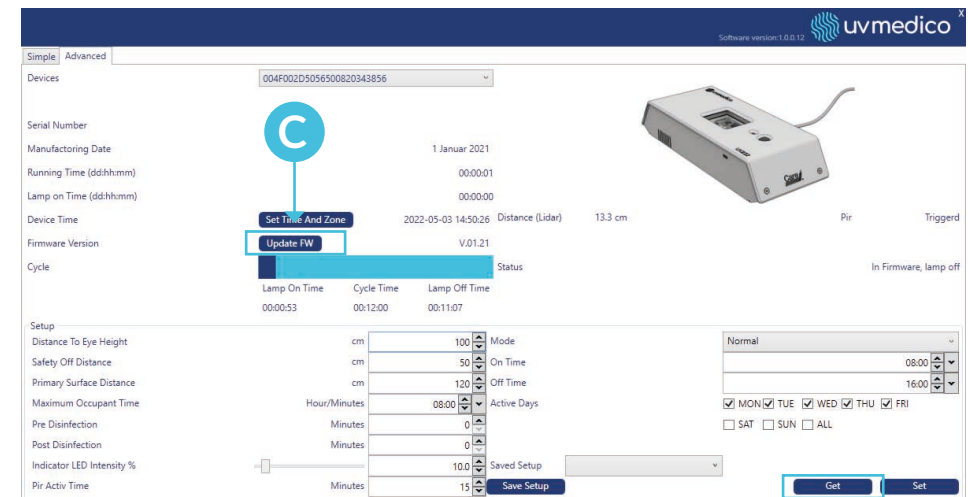 X
uvmedico
Software version:1.0.0.12
Simple Advanced
Devices 004F002D5056500820343856
Serial Number
C
Manufactoring Date 1 Januar 2021
Running Time (dd:hh:mm) 00:00:01
Lamp on Time (dd:hh:mm) 00:00:00
Device Time Set Time And Zone 2022-05-03 14:50:26 Distance (Lidar) 13.3 cm Pir Triggerd
Firmware Version Update FW V.01.21
Cycle Status In Firmware, lamp off
Lamp On Time Cycle Time Lamp Off Time
00:00:53 00:12:00 00:11:07
Setup
Distance To Eye Height cm 100 Mode Normal
Safety Off Distance cm 50 On Time 08:00
Primary Surface Distance cm 120 Off Time 16:00
Maximum Occupant Time Hour/Minutes 08:00 Active Days MON TUE WED THU FRI
Pre Disinfection Minutes 0 SAT SUN ALL
Post Disinfection Minutes 0
Indicator LED Intensity % 10.0 Saved Setup
Pir Activ Time Minutes 15 Save Setup Get Set